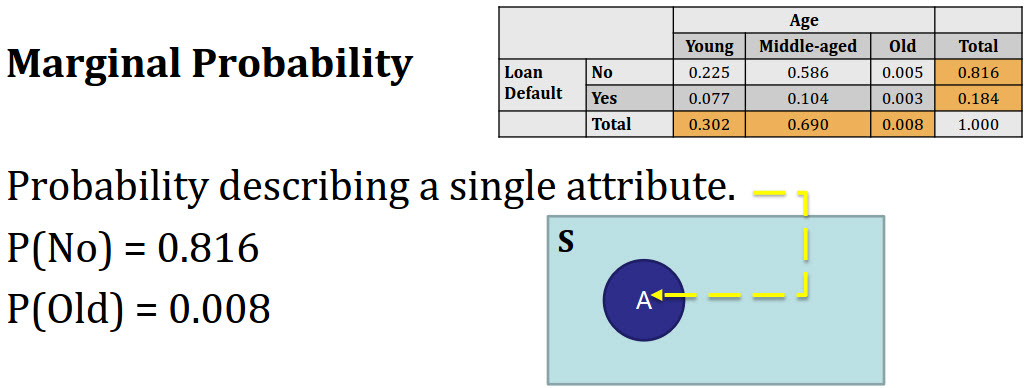 Marginal Probability
Age
Young Middle-aged Old Total
Loan Default No 0.225 0.586 0.005 0.816
Yes 0.077 0.104 0.003 0.184
Total 0.302 0.690 0.008 1.000
Probability describing a single attribute.
P(No) = 0.816
P(Old) = 0.008
S
A